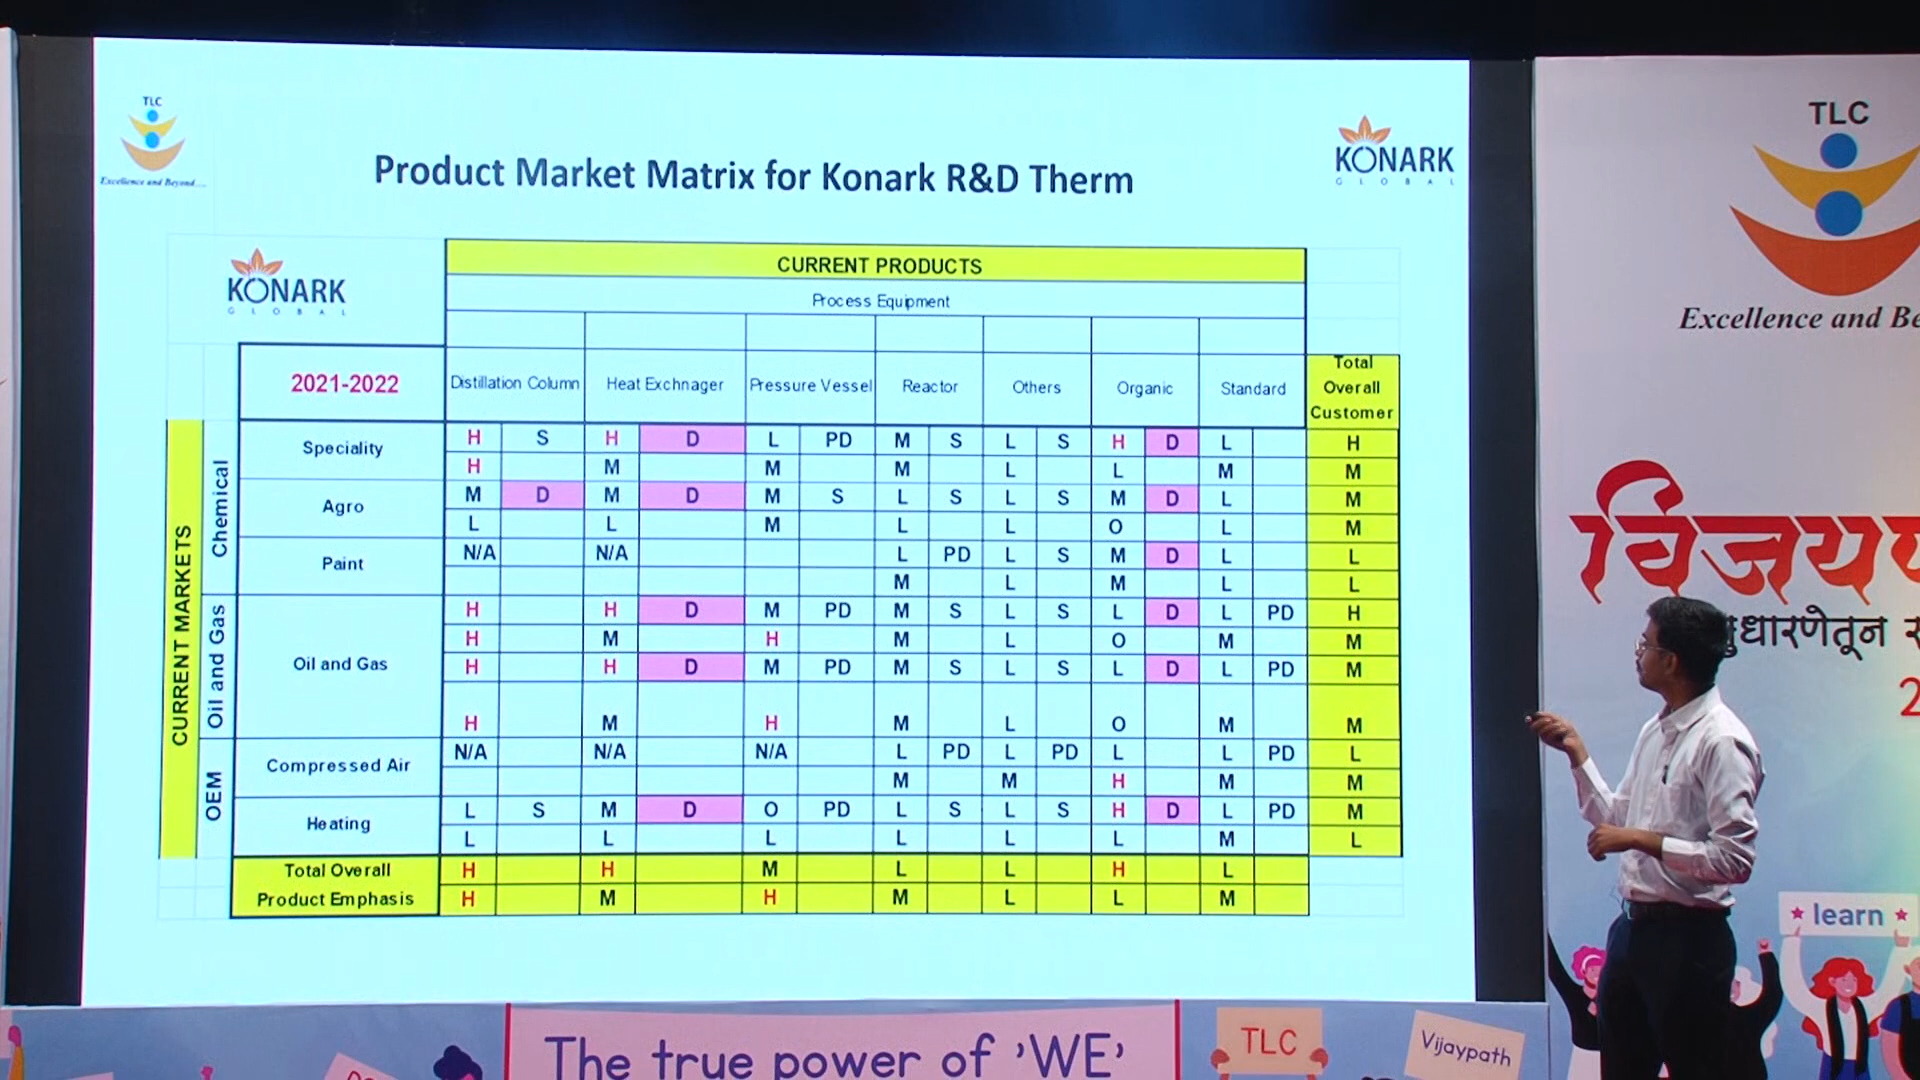 TLC
Excellence and Beyond....
KONARK
GLOBAL
Product Market Matrix for Konark R&D Therm
KONARK
GLOBAL
CURRENT PRODUCTS
Process Equipment
2021-2022 Distillation Column Heat Exchnager Pressure Vessel Reactor Others Organic Standard Total Overall Customer
CURRENT MARKETS
Chemical
Speciality H S H D L PD M S L S H D L H
H M M M L L M M
Agro M D M D M S L S L S M D L M
L L M L L O L M
Paint N/A N/A L PD L S M D L L
M L M L L
Oil and Gas
Oil and Gas H H D M PD M S L S L D L PD H
H M H M L O M M
H H D M PD M S L S L D L PD M
H M H M L O M M
OEM
Compressed Air N/A N/A N/A L PD L PD L L PD L
M M H M M
Heating L S M D O PD L S L S H D L PD M
L L L L L L M L
Total Overall H H M L L H L
Product Emphasis H M H M L L M
TLC
Excellence and
2
★ learn ★
The true power of 'WE'
TLC
Vijaypath